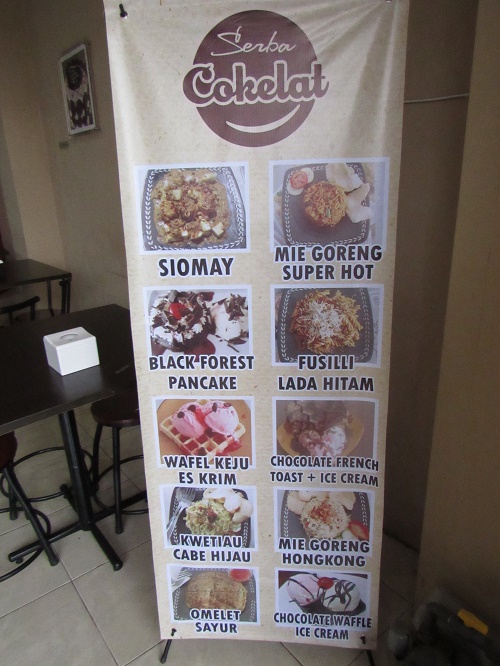 Serba
Cokelat
SIOMAY
MIE GORENG
SUPER HOT
BLACK FOREST
PANCAKE
FUSILLI
LADA HITAM
WAFEL KEJU
ES KRIM
CHOCOLATE FRENCH
TOAST + ICE CREAM
KWETIAU
CABE HIJAU
MIE GORENG
HONGKONG
OMELET
SAYUR
CHOCOLATE WAFFLE
ICE CREAM